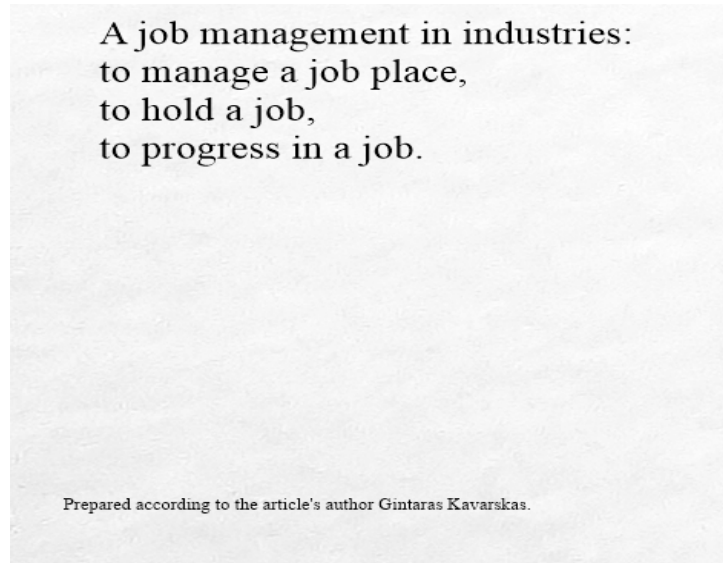 A job management in industries:
to manage a job place,
to hold a job,
to progress in a job.
Prepared according to the article's author Gintaras Kavarskas.